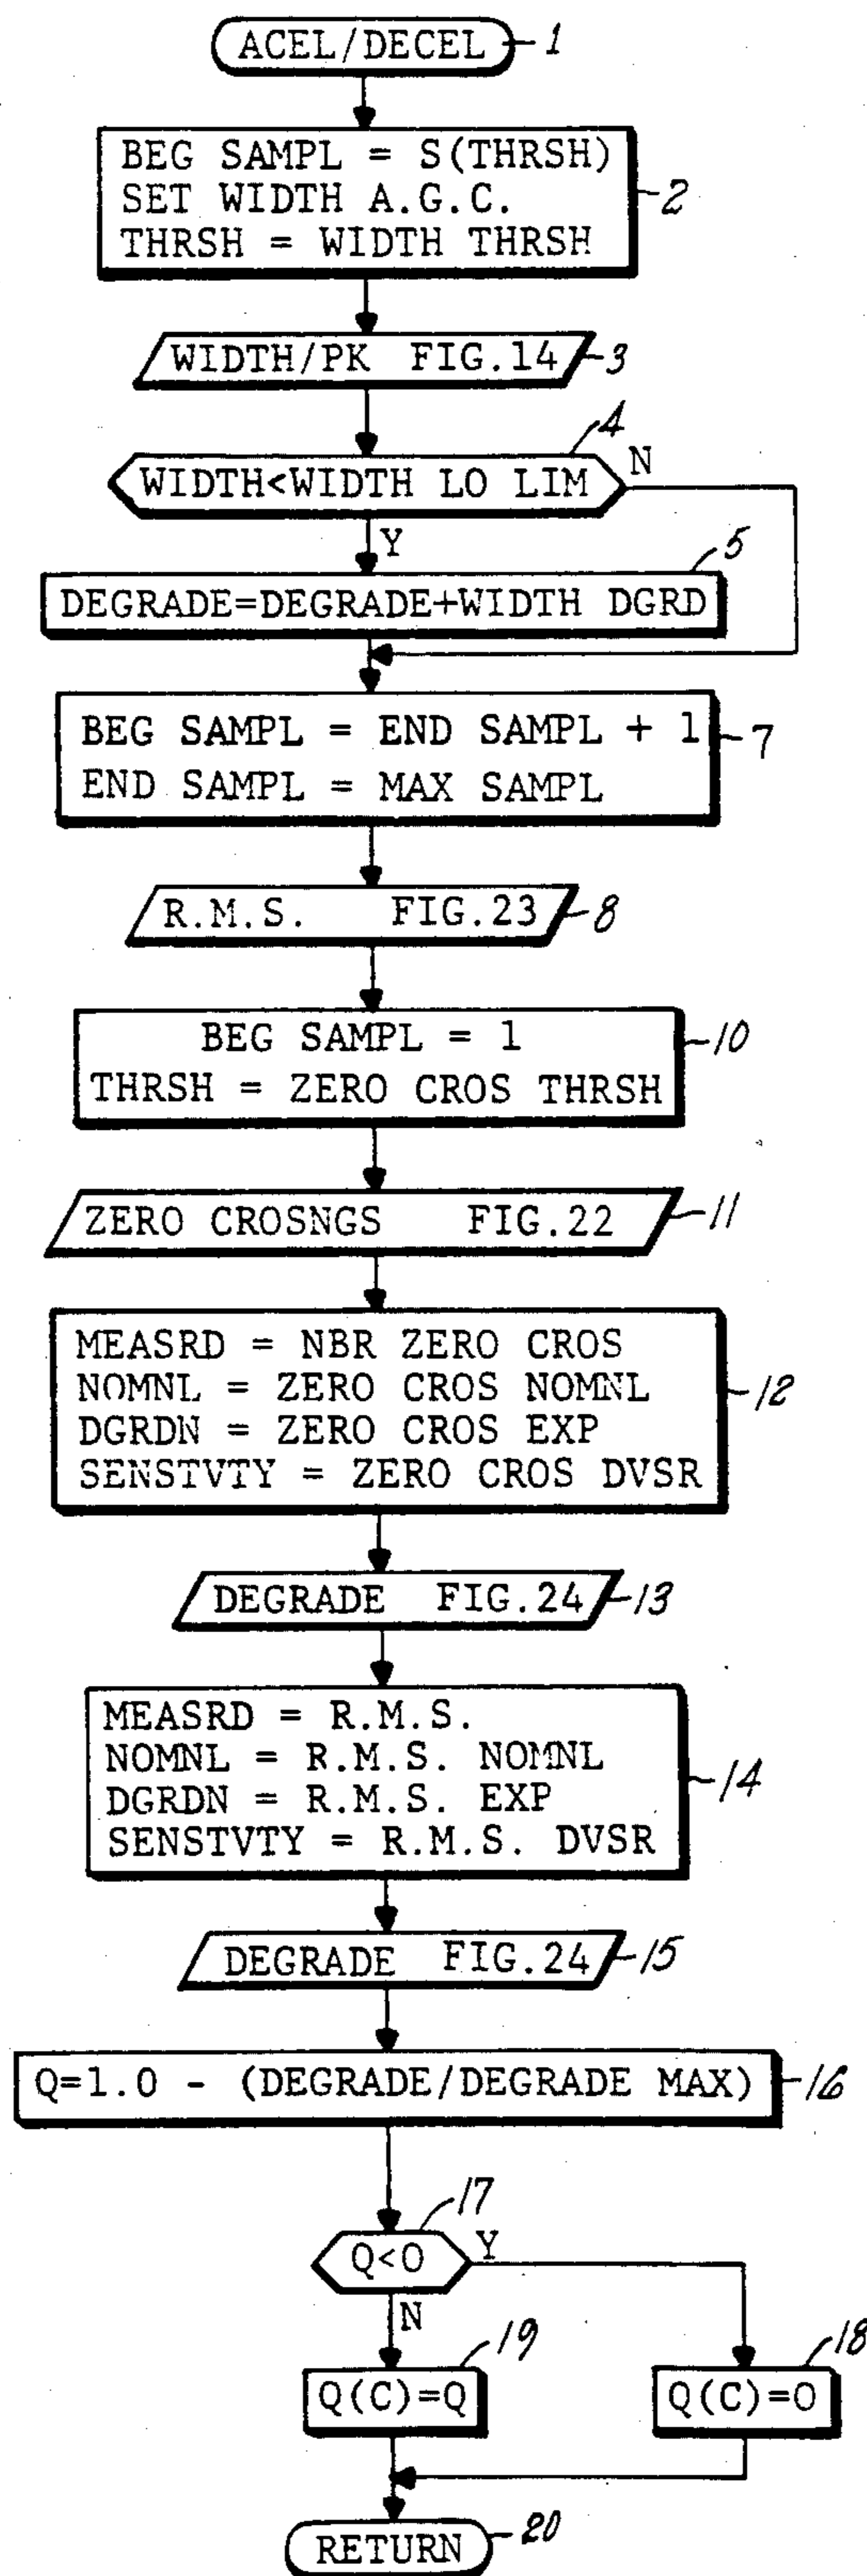 ACEL/DECEL 1
BEG SAMPL = S(THRSH)
SET WIDTH A.G.C. 2
THRSH = WIDTH THRSH
WIDTH/PK FIG.14 3
4
WIDTH<WIDTH LO LIM N
Y
5
DEGRADE=DEGRADE+WIDTH DGRD
BEG SAMPL = END SAMPL + 1 7
END SAMPL = MAX SAMPL
R.M.S. FIG.23 8
BEG SAMPL = 1 10
THRSH = ZERO CROS THRSH
ZERO CROSNGS FIG.22 11
MEASRD = NBR ZERO CROS
NOMNL = ZERO CROS NOMNL 12
DGRDN = ZERO CROS EXP
SENSTVTY = ZERO CROS DVSR
DEGRADE FIG.24 13
MEASRD = R.M.S.
NOMNL = R.M.S. NOMNL
DGRDN = R.M.S. EXP 14
SENSTVTY = R.M.S. DVSR
DEGRADE FIG.24 15
Q=1.0 - (DEGRADE/DEGRADE MAX) 16
17
Q<0 Y
N
19 18
Q(C)=Q Q(C)=0
RETURN 20